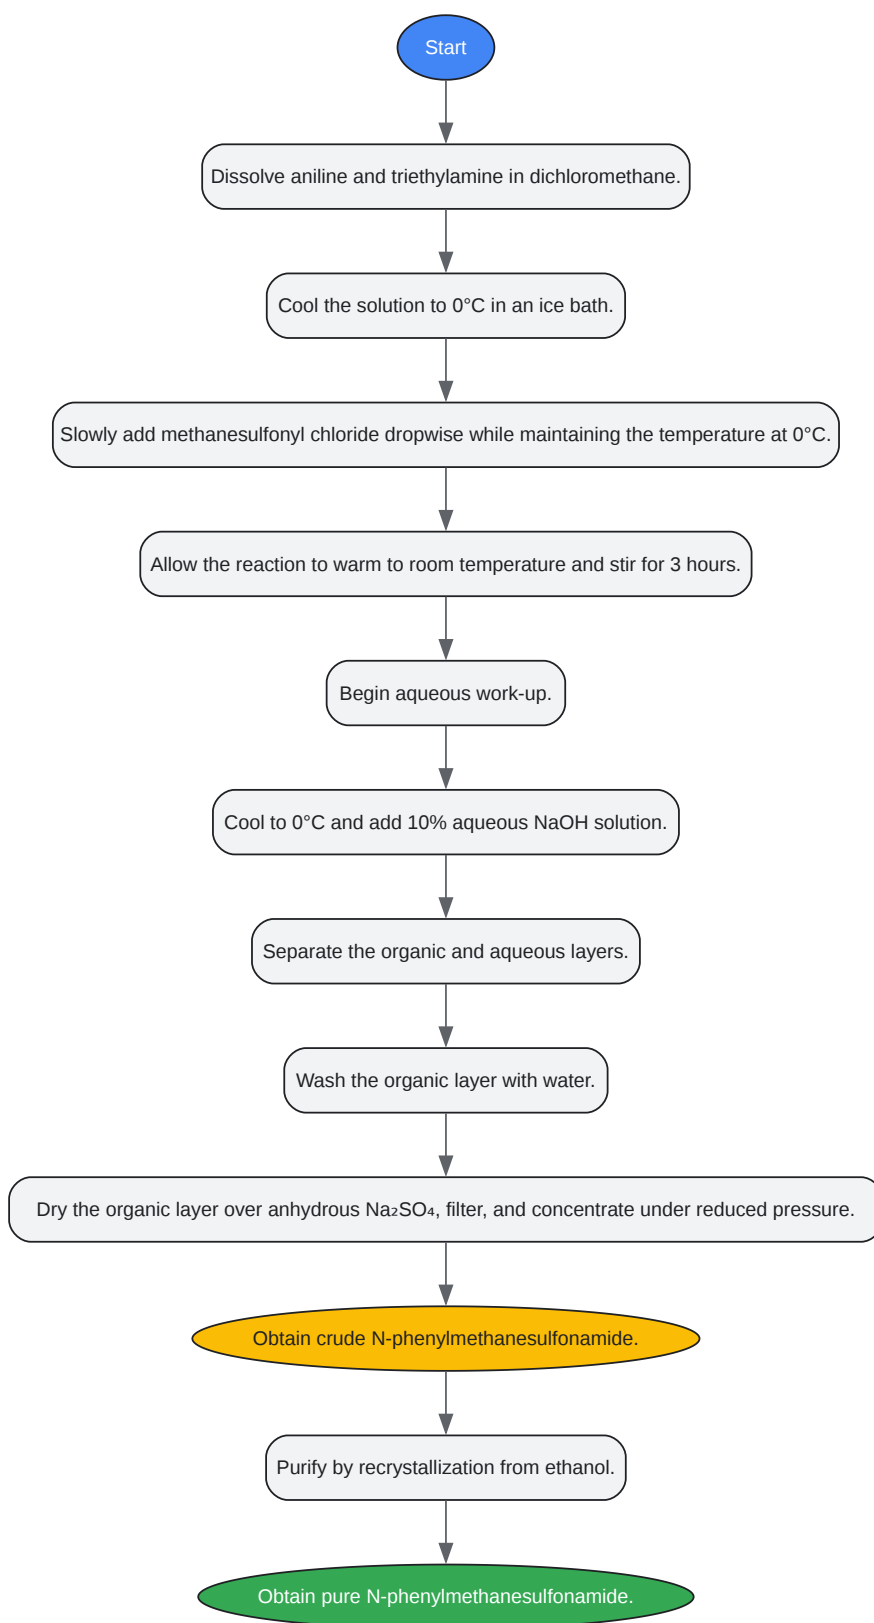 Start
Dissolve aniline and triethylamine in dichloromethane.
Cool the solution to 0°C in an ice bath.
Slowly add methanesulfonyl chloride dropwise while maintaining the temperature at 0°C.
Allow the reaction to warm to room temperature and stir for 3 hours.
Begin aqueous work-up.
Cool to 0°C and add 10% aqueous NaOH solution.
Separate the organic and aqueous layers.
Wash the organic layer with water.
Dry the organic layer over anhydrous Na₂SO₄, filter, and concentrate under reduced pressure.
Obtain crude N-phenylmethanesulfonamide.
Purify by recrystallization from ethanol.
Obtain pure N-phenylmethanesulfonamide.